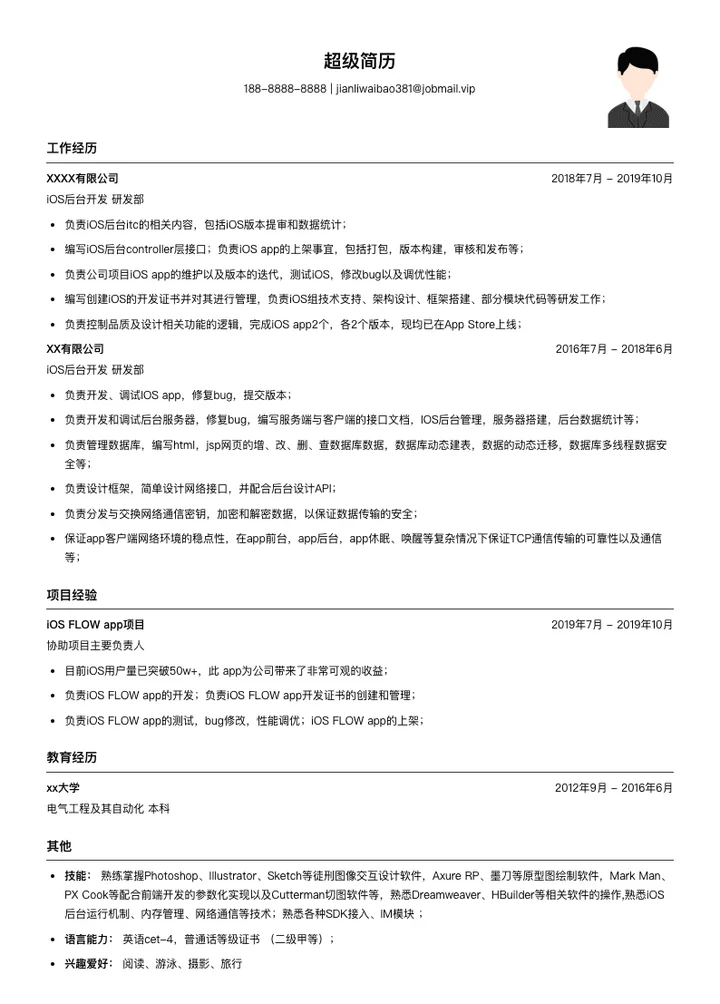 超级简历
188-8888-8888 | jianliwaibao381@jobmail.vip
工作经历
XXXX有限公司 2018年7月 – 2019年10月
iOS后台开发 研发部
• 负责iOS后台itc的相关内容，包括iOS版本提审和数据统计；
• 编写iOS后台controller层接口；负责iOS app的上架事宜，包括打包，版本构建，审核和发布等；
• 负责公司项目iOS app的维护以及版本的迭代，测试iOS，修改bug以及调优性能；
• 编写创建iOS的开发证书并对其进行管理，负责iOS组技术支持、架构设计、框架搭建、部分模块代码等研发工作；
• 负责控制品质及设计相关功能的逻辑，完成iOS app2个，各2个版本，现均已在App Store上线；
XX有限公司 2016年7月 – 2018年6月
iOS后台开发 研发部
• 负责开发、调试IOS app，修复bug，提交版本；
• 负责开发和调试后台服务器，修复bug，编写服务端与客户端的接口文档，IOS后台管理，服务器搭建，后台数据统计等；
• 负责管理数据库，编写html，jsp网页的增、改、删、查数据库数据，数据库动态建表，数据的动态迁移，数据库多线程数据安
全等；
• 负责设计框架，简单设计网络接口，并配合后台设计API；
• 负责分发与交换网络通信密钥，加密和解密数据，以保证数据传输的安全；
• 保证app客户端网络环境的稳点性，在app前台，app后台，app休眠、唤醒等复杂情况下保证TCP通信传输的可靠性以及通信
等；
项目经验
iOS FLOW app项目 2019年7月 – 2019年10月
协助项目主要负责人
• 目前iOS用户量已突破50w+，此 app为公司带来了非常可观的收益；
• 负责iOS FLOW app的开发；负责iOS FLOW app开发证书的创建和管理；
• 负责iOS FLOW app的测试，bug修改，性能调优；iOS FLOW app的上架；
教育经历
xx大学 2012年9月 – 2016年6月
电气工程及其自动化 本科
其他
• 技能： 熟练掌握Photoshop、Illustrator、Sketch等徒刑图像交互设计软件，Axure RP、墨刀等原型图绘制软件，Mark Man、
PX Cook等配合前端开发的参数化实现以及Cutterman切图软件等，熟悉Dreamweaver、HBuilder等相关软件的操作,熟悉iOS
后台运行机制、内存管理、网络通信等技术；熟悉各种SDK接入、IM模块 ；
• 语言能力： 英语cet-4，普通话等级证书 （二级甲等）；
• 兴趣爱好： 阅读、游泳、摄影、旅行